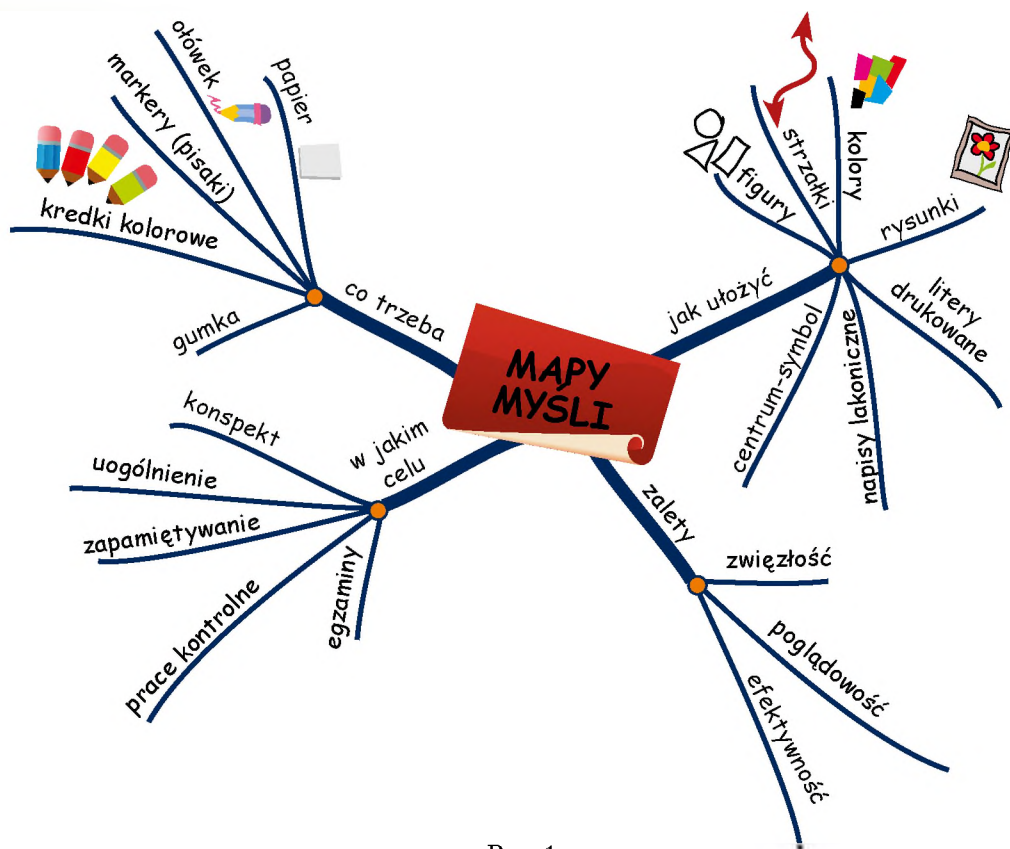 MAPY
MYŚLI
co trzeba
papier
ołówek
markery (pisaki)
kredki kolorowe
gumka
jak ułożyć
figury
strzałki
kolory
rysunki
litery
drukowane
napisy lakoniczne
centrum-symbol
w jakim
celu
konspekt
uogólnienie
zapamiętywanie
prace kontrolne
egzaminy
zalety
zwięzłość
poglądowość
efektywność